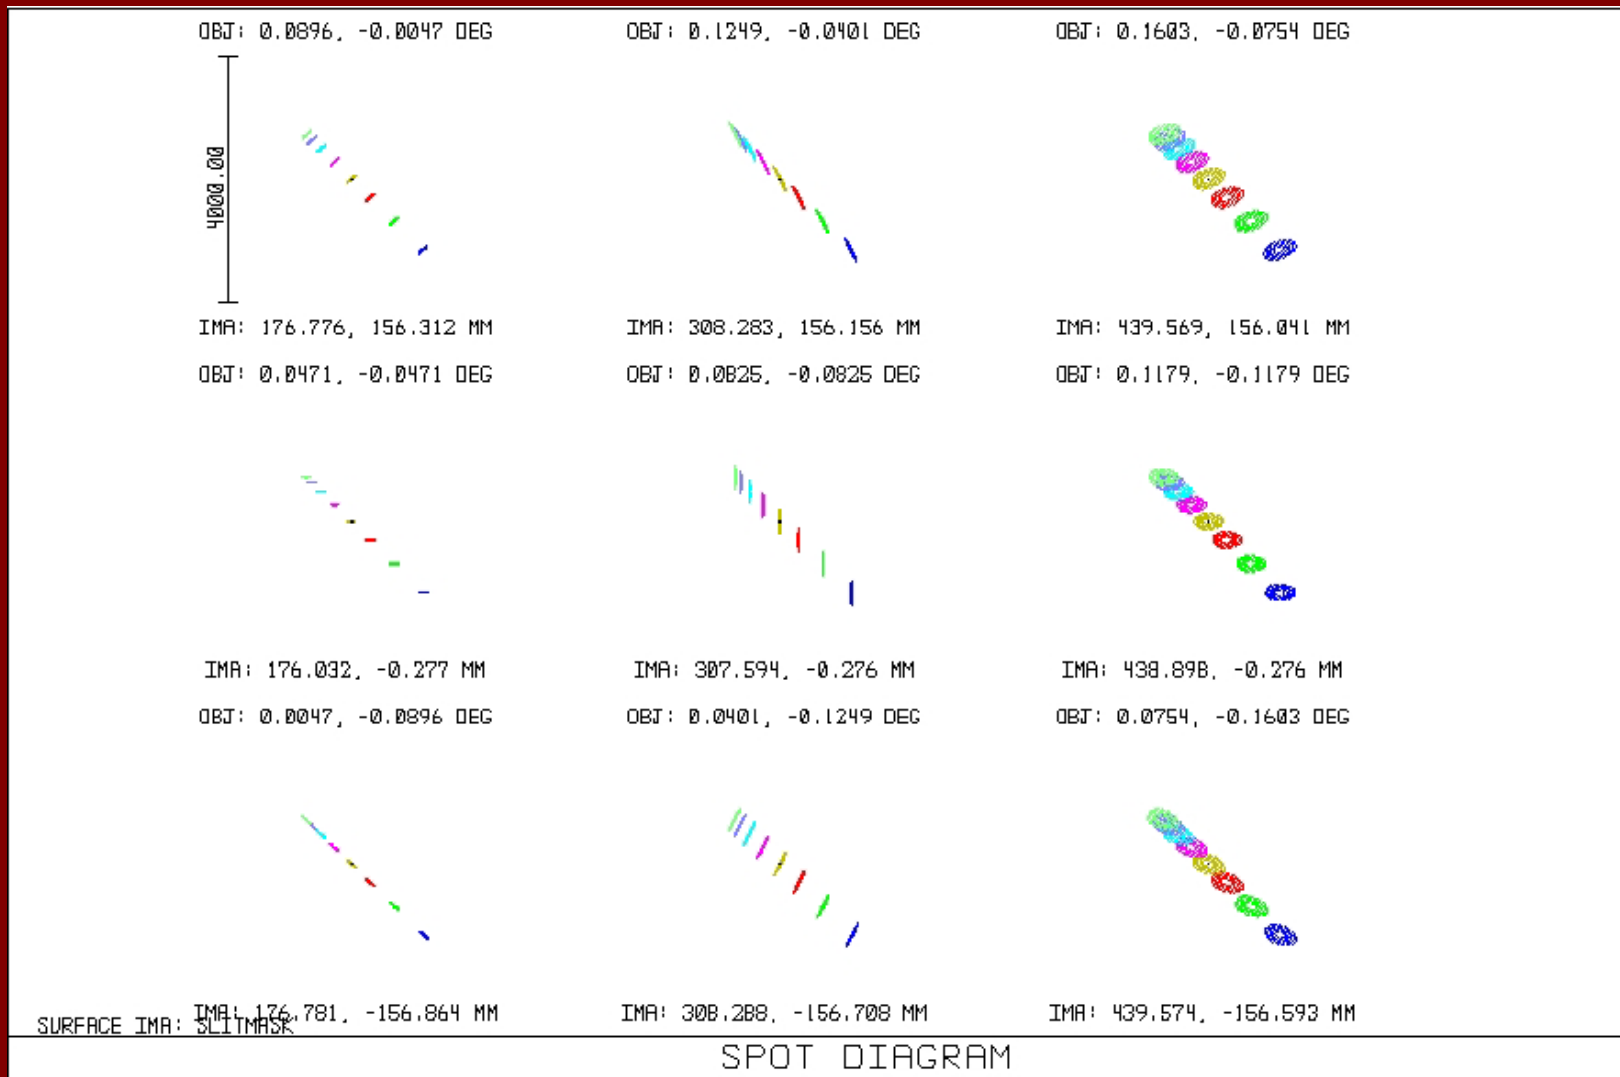 OBJ: 0.0896, -0.0047 DEG
OBJ: 0.1249, -0.0401 DEG
OBJ: 0.1603, -0.0754 DEG
4000.00
IMA: 176.776, 156.312 MM
IMA: 308.283, 156.156 MM
IMA: 439.569, 156.041 MM
OBJ: 0.0471, -0.0471 DEG
OBJ: 0.0825, -0.0825 DEG
OBJ: 0.1179, -0.1179 DEG
IMA: 176.032, -0.277 MM
IMA: 307.594, -0.276 MM
IMA: 438.898, -0.276 MM
OBJ: 0.0047, -0.0896 DEG
OBJ: 0.0401, -0.1249 DEG
OBJ: 0.0754, -0.1603 DEG
IMA: 176.781, -156.864 MM
IMA: 308.288, -156.708 MM
IMA: 439.574, -156.593 MM
SURFACE IMA: SLITMASK
SPOT DIAGRAM